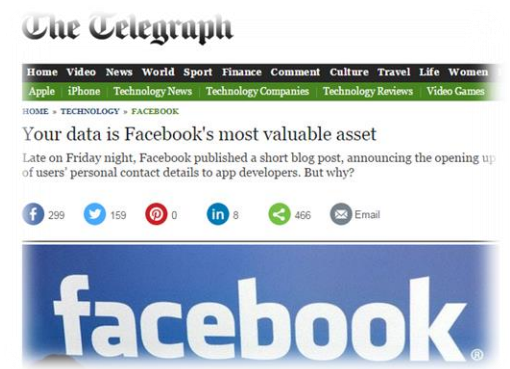 The Telegraph
Home Video News World Sport Finance Comment Culture Travel Life Women
Apple iPhone Technology News Technology Companies Technology Reviews Video Games
HOME » TECHNOLOGY » FACEBOOK
Your data is Facebook's most valuable asset
Late on Friday night, Facebook published a short blog post, announcing the opening up
of users' personal contact details to app developers. But why?
f 299 159 0 in 8 466 Email
facebook®